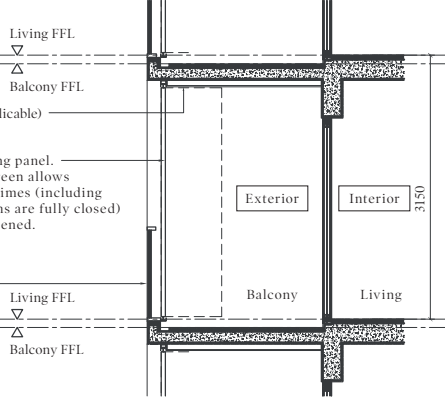 Living FFL
Balcony FFL
licable)
ng panel.
een allows
imes (including
ns are fully closed)
ened.
Exterior
Interior
3150
Balcony
Living
Living FFL
Balcony FFL